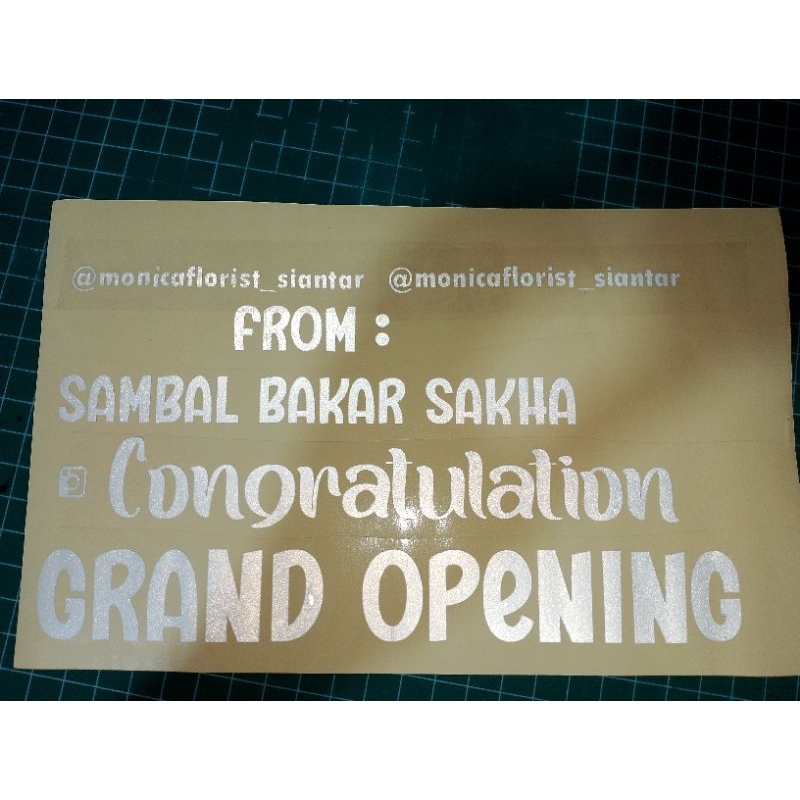 @monicaflorist_siantar @monicaflorist_siantar
FROM :
SAMBAL BAKAR SAKHA
Congratulation
GRAND OPeNING